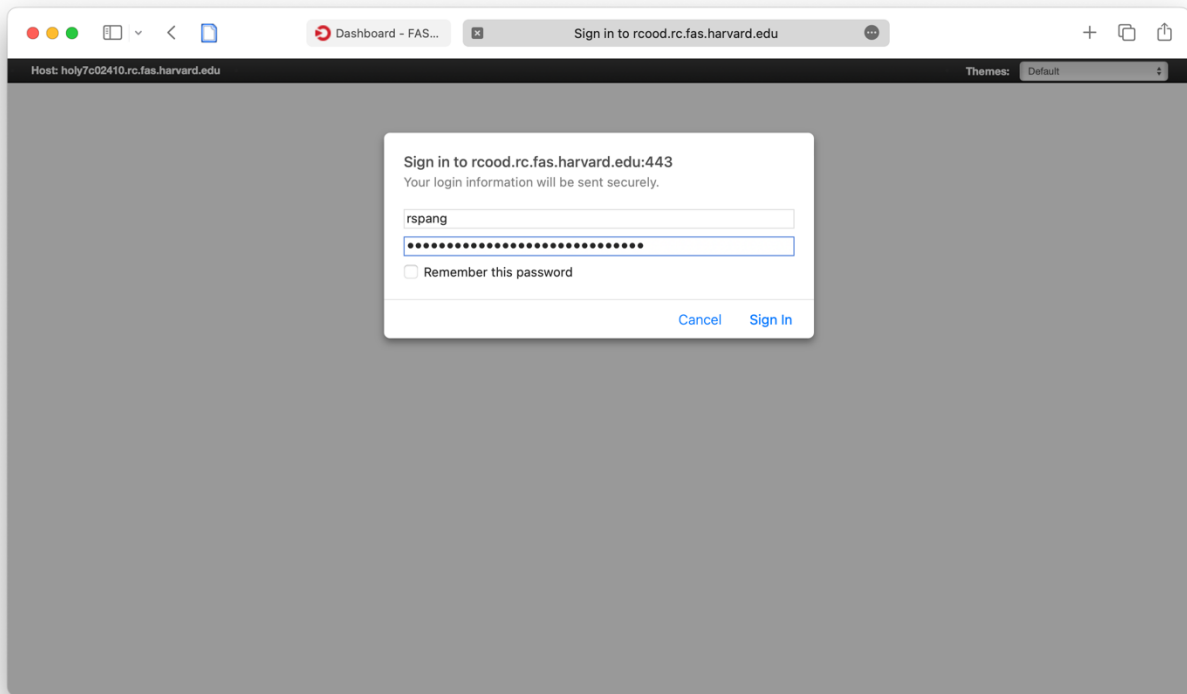 Dashboard - FAS...
Sign in to rcood.rc.fas.harvard.edu
Host: holy7c02410.rc.fas.harvard.edu
Themes: Default
Sign in to rcood.rc.fas.harvard.edu:443
Your login information will be sent securely.
rspang
••••••••••••••••••••••••••••••
Remember this password
Cancel Sign In